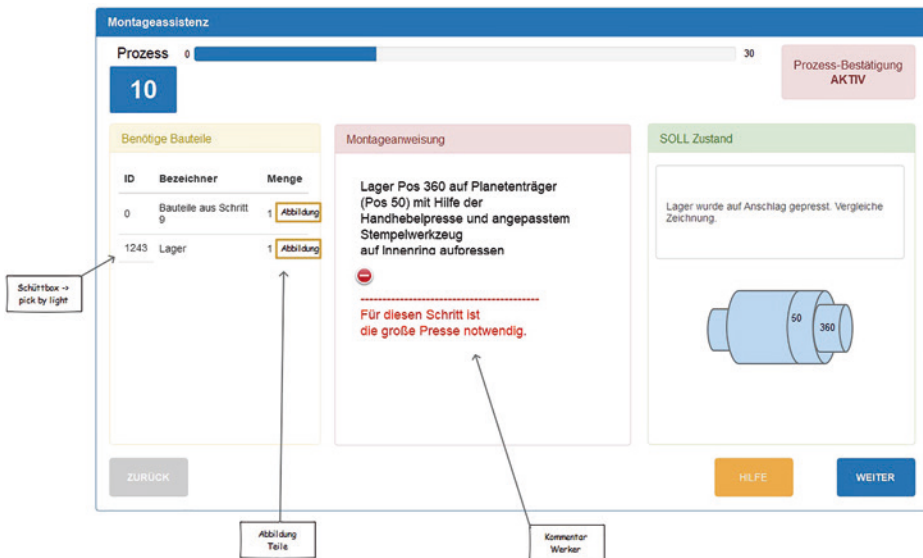 Montageassistenz
Prozess 0 30
10
Prozess-Bestätigung
AKTIV
Benötige Bauteile
ID Bezeichner Menge
0 Bauteile aus Schritt 9 1 Abbildung
1243 Lager 1 Abbildung
Montageanweisung
Lager Pos 360 auf Planetenträger
(Pos 50) mit Hilfe der
Handhebelpresse und angepasstem
Stempelwerkzeug
auf Innenring aufpressen
------------------------------------------
Für diesen Schritt ist
die große Presse notwendig.
SOLL Zustand
Lager wurde auf Anschlag gepresst. Vergleiche
Zeichnung.
50
360
Schüttbox ->
pick by light
ZURÜCK
HILFE
WEITER
Abbildung
Teile
Kommentar
Werker